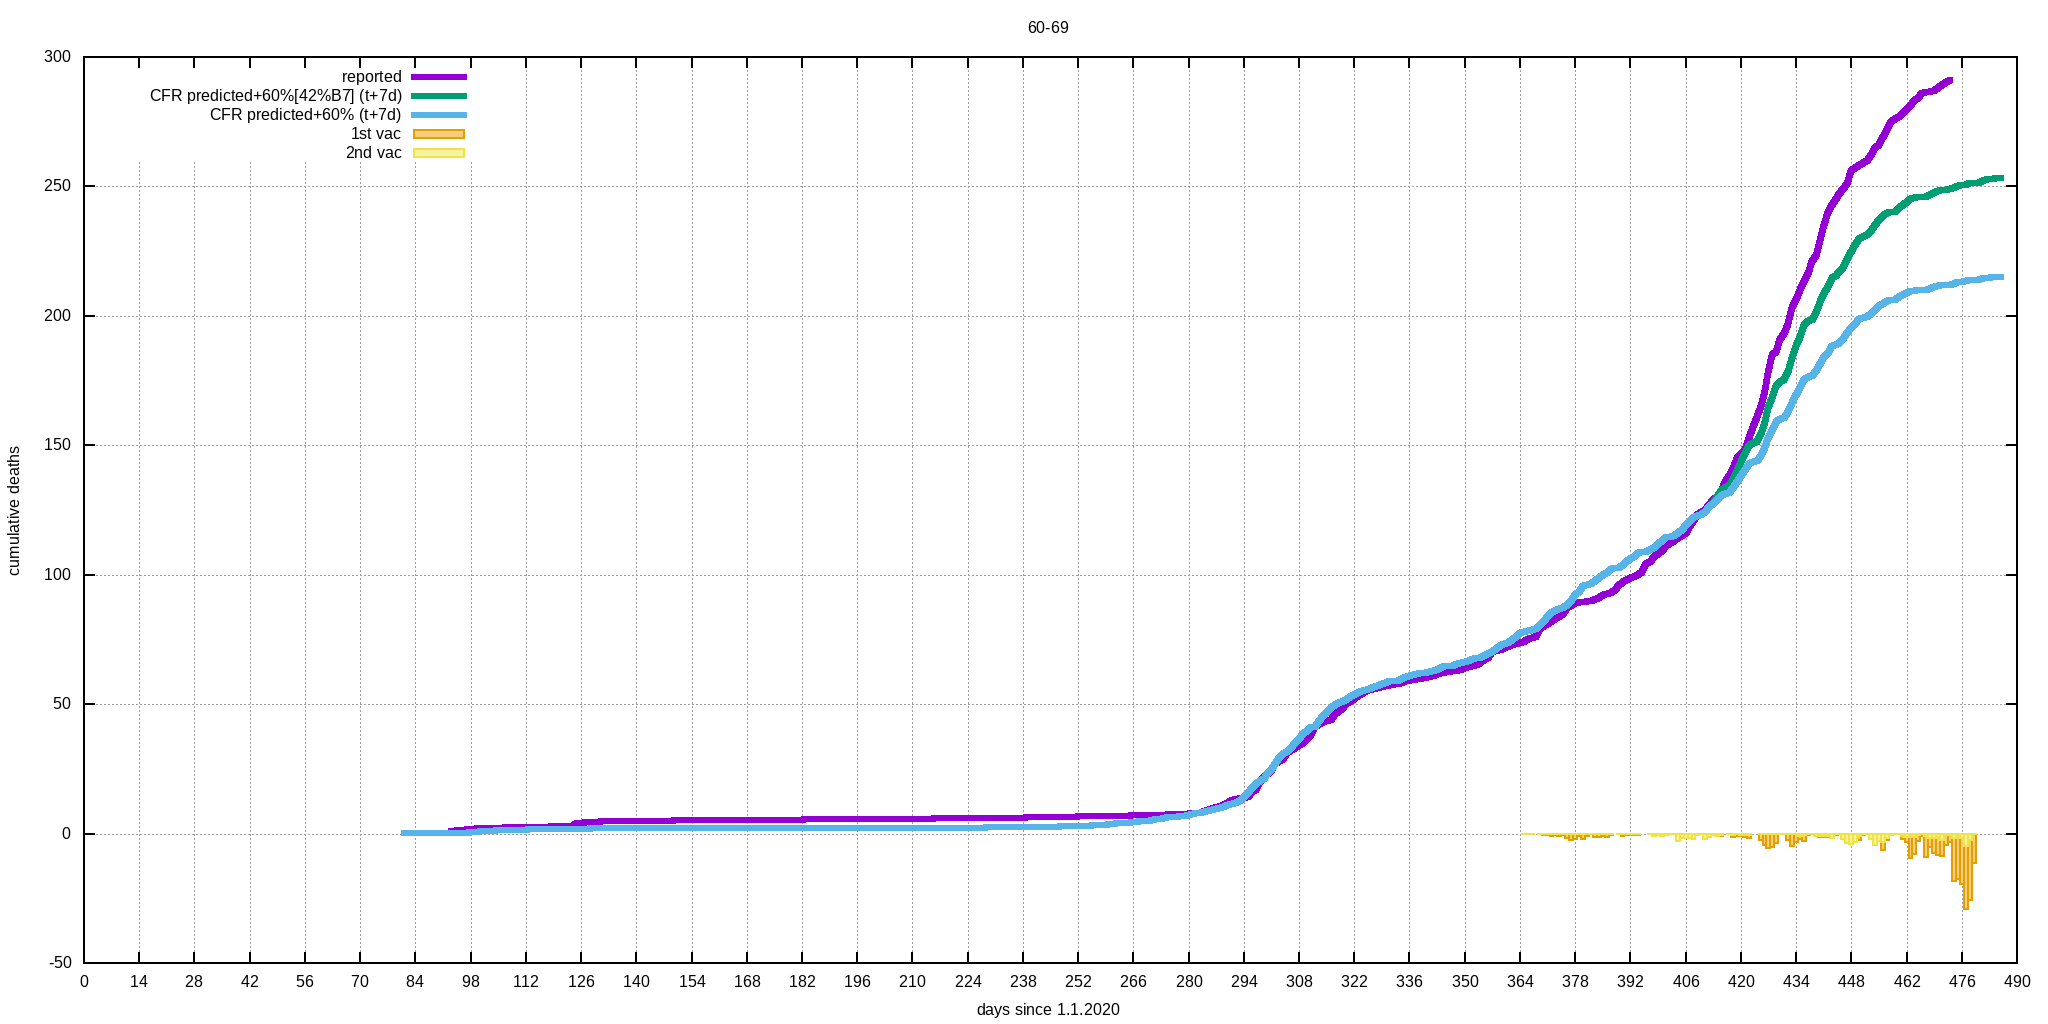 60-69
reported
CFR predicted+60%[42%B7] (t+7d)
CFR predicted+60% (t+7d)
1st vac
2nd vac
300
250
200
150
100
50
0
-50
cumulative deaths
0 14 28 42 56 70 84 98 112 126 140 154 168 182 196 210 224 238 252 266 280 294 308 322 336 350 364 378 392 406 420 434 448 462 476 490
days since 1.1.2020